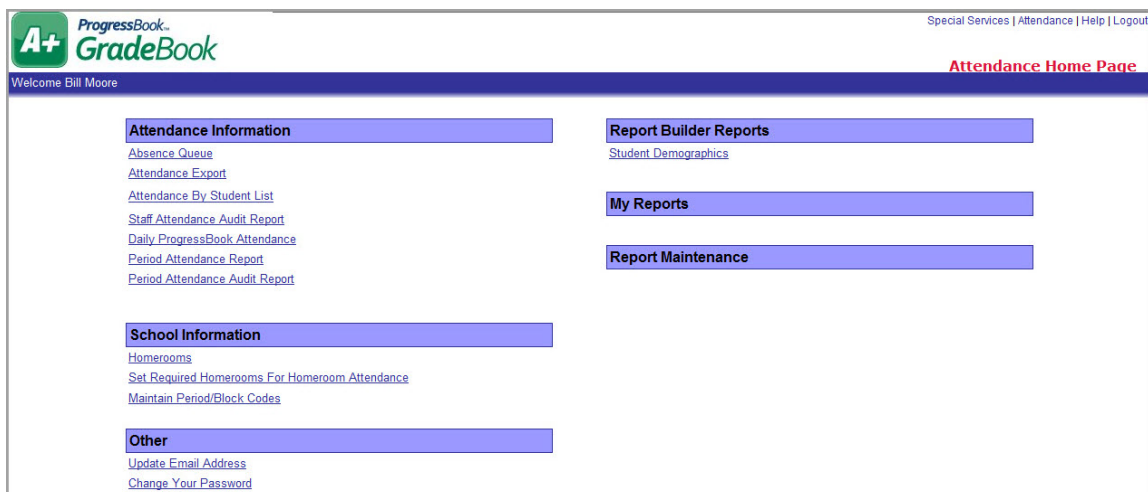 A+
ProgressBook™
GradeBook
Special Services | Attendance | Help | Logout
Attendance Home Page
Welcome Bill Moore
Attendance Information
Absence Queue
Attendance Export
Attendance By Student List
Staff Attendance Audit Report
Daily ProgressBook Attendance
Period Attendance Report
Period Attendance Audit Report
School Information
Homerooms
Set Required Homerooms For Homeroom Attendance
Maintain Period/Block Codes
Other
Update Email Address
Change Your Password
Report Builder Reports
Student Demographics
My Reports
Report Maintenance